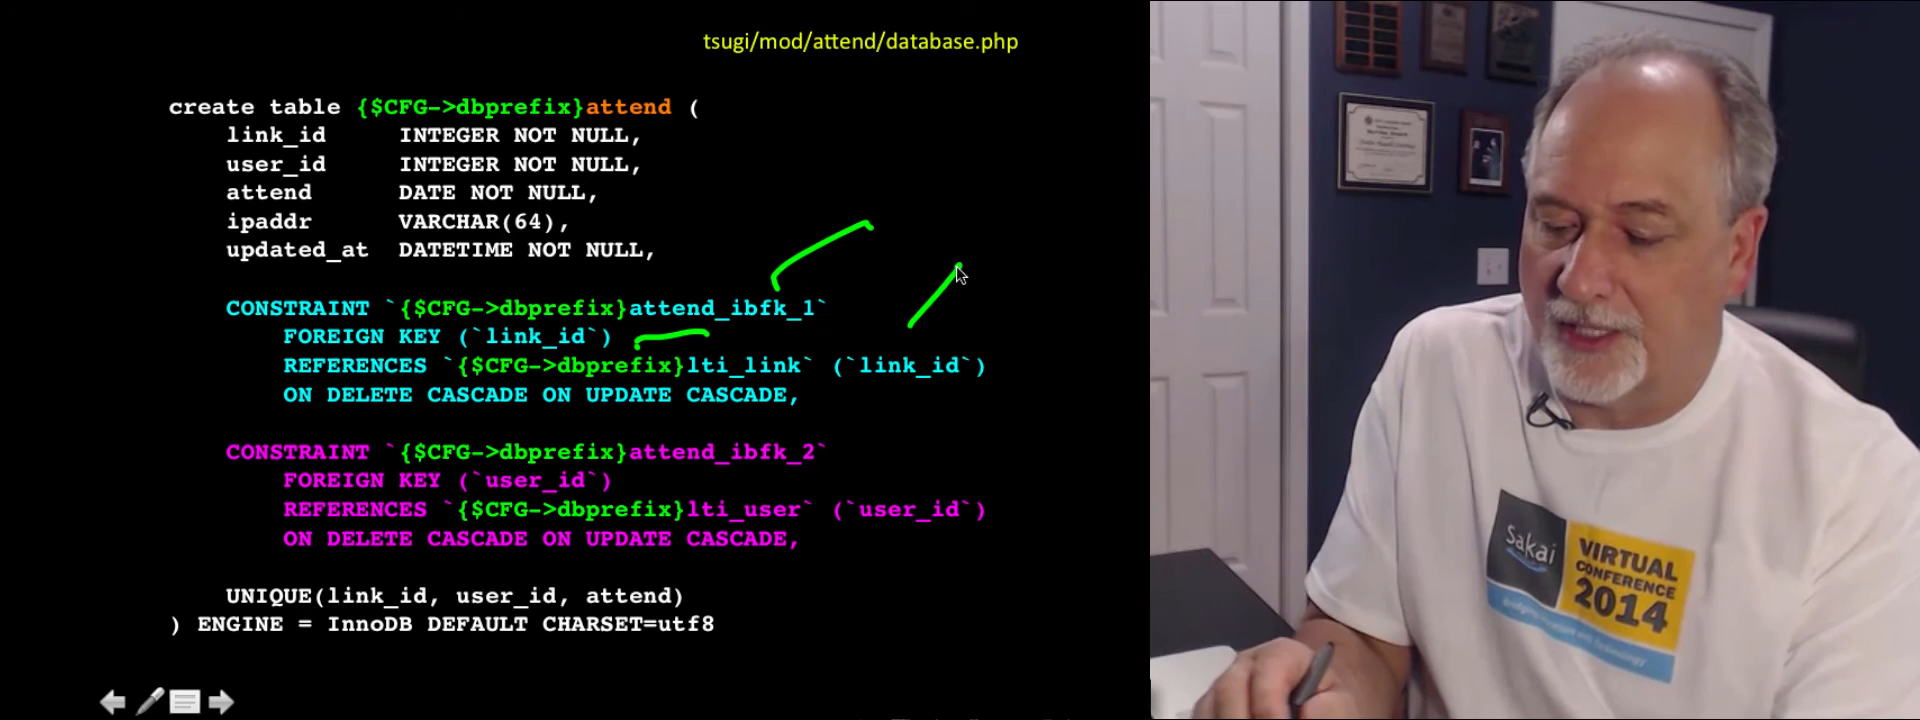 tsugi/mod/attend/database.php
create table {$CFG->dbprefix}attend (
link_id INTEGER NOT NULL,
user_id INTEGER NOT NULL,
attend DATE NOT NULL,
ipaddr VARCHAR(64),
updated_at DATETIME NOT NULL,
CONSTRAINT `{$CFG->dbprefix}attend_ibfk_1`
FOREIGN KEY (`link_id`)
REFERENCES `{$CFG->dbprefix}lti_link` (`link_id`)
ON DELETE CASCADE ON UPDATE CASCADE,
CONSTRAINT `{$CFG->dbprefix}attend_ibfk_2`
FOREIGN KEY (`user_id`)
REFERENCES `{$CFG->dbprefix}lti_user` (`user_id`)
ON DELETE CASCADE ON UPDATE CASCADE,
UNIQUE(link_id, user_id, attend)
) ENGINE = InnoDB DEFAULT CHARSET=utf8
Sakai
VIRTUAL
CONFERENCE
2014